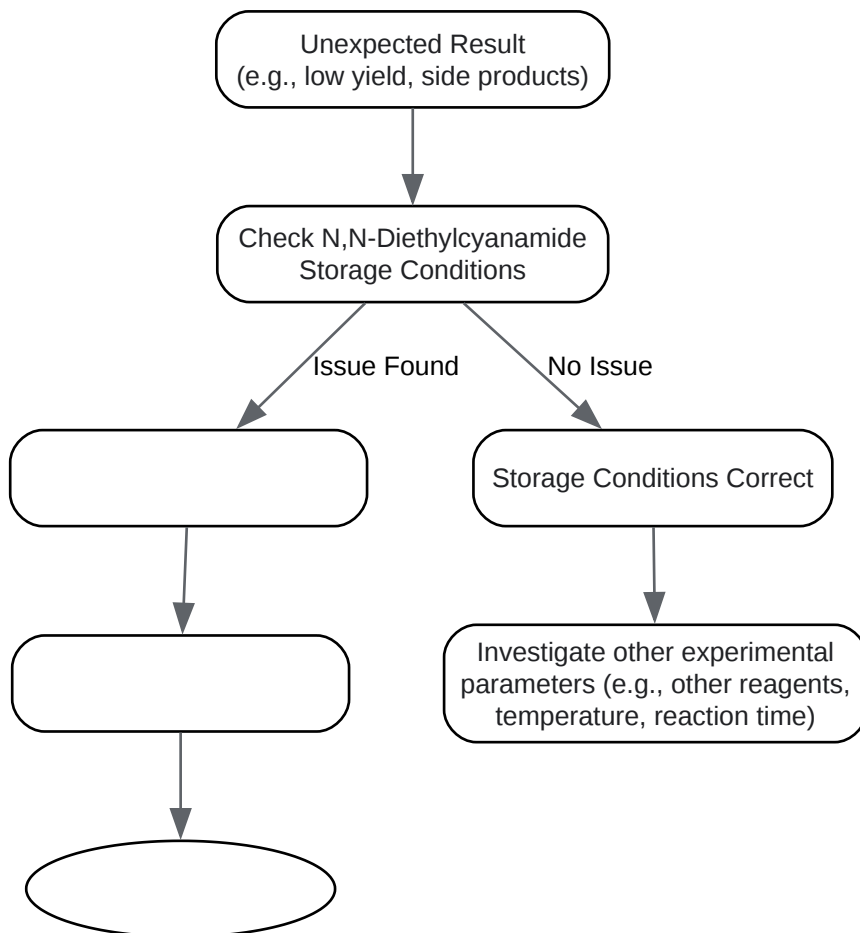 Unexpected Result
(e.g., low yield, side products)
Check N,N-Diethylcyanamide
Storage Conditions
Issue Found
No Issue
Storage Conditions Correct
Investigate other experimental
parameters (e.g., other reagents,
temperature, reaction time)